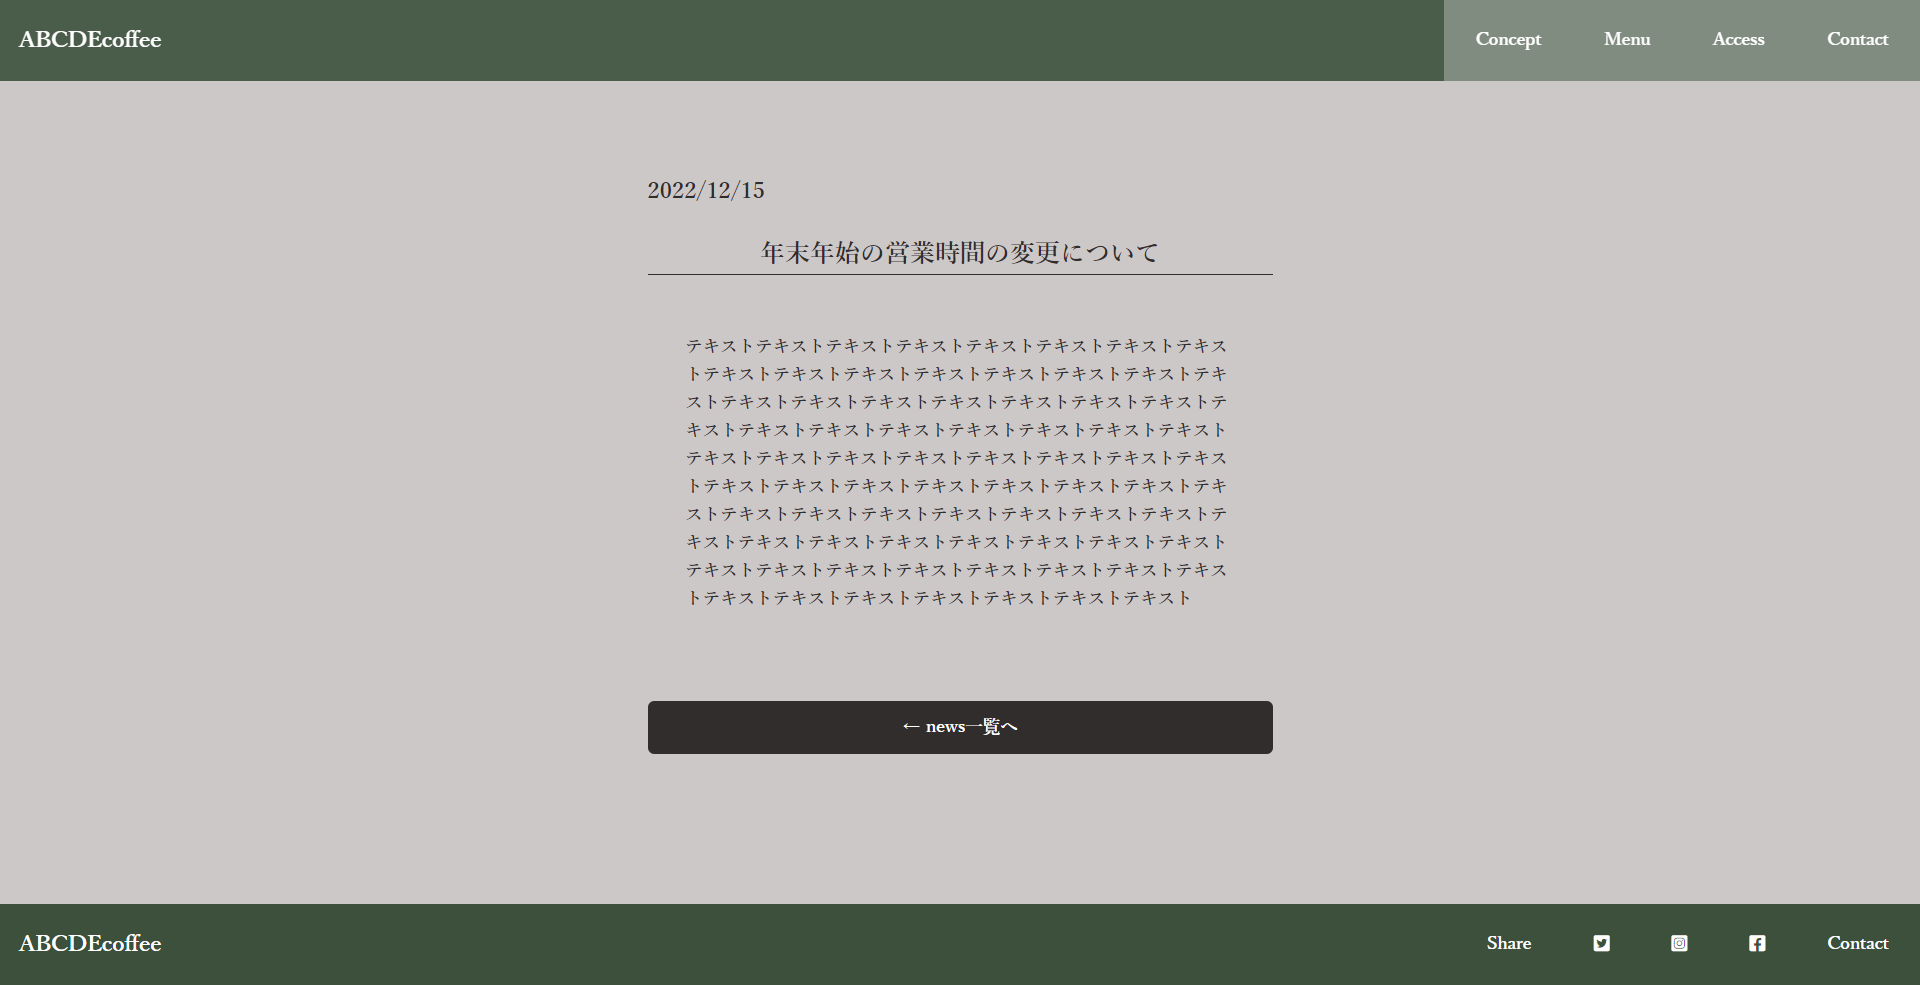 ABCDEcoffee
Concept Menu Access Contact
2022/12/15
年末年始の営業時間の変更について
テキストテキストテキストテキストテキストテキストテキストテキス
トテキストテキストテキストテキストテキストテキストテキストテキ
ストテキストテキストテキストテキストテキストテキストテキストテ
キストテキストテキストテキストテキストテキストテキストテキスト
テキストテキストテキストテキストテキストテキストテキストテキス
トテキストテキストテキストテキストテキストテキストテキストテキ
ストテキストテキストテキストテキストテキストテキストテキストテ
キストテキストテキストテキストテキストテキストテキストテキスト
テキストテキストテキストテキストテキストテキストテキストテキス
トテキストテキストテキストテキストテキストテキストテキスト
← news一覧へ
ABCDEcoffee
Share Contact